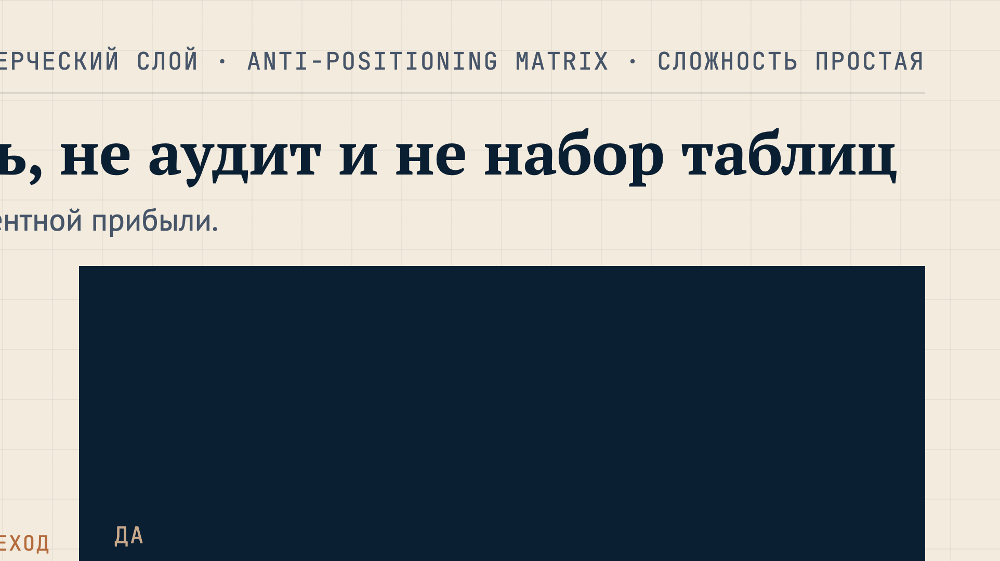 ЕРЧЕСКИЙ СЛОЙ · ANTI-POSITIONING MATRIX · СЛОЖНОСТЬ ПРОСТАЯ
ь, не аудит и не набор таблиц
ентной прибыли.
ЕХОД
ДА